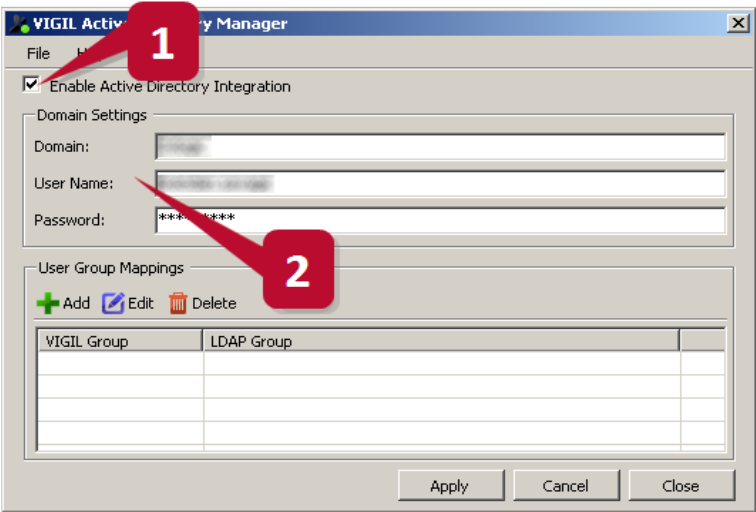 VIGIL Activ y Manager
1
File H
Enable Active Directory Integration
Domain Settings
Domain:
User Name:
Password: **** *****
2
User Group Mappings
Add Edit Delete
VIGIL Group LDAP Group
Apply Cancel Close